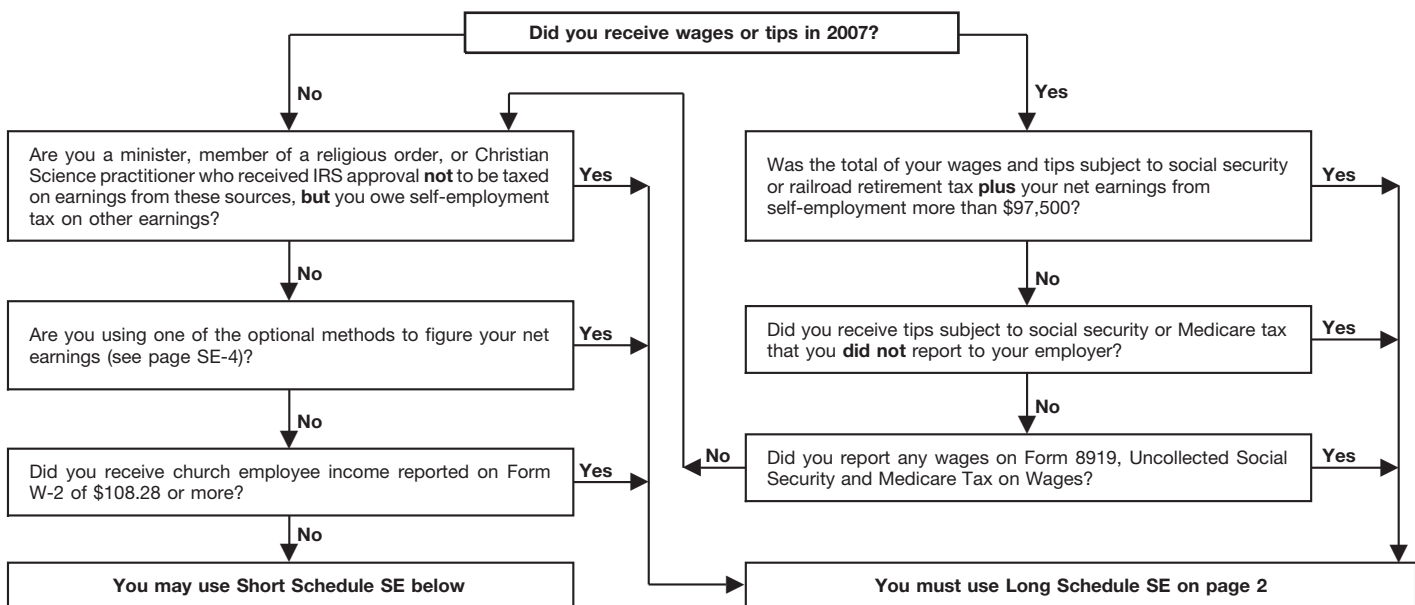 Did you receive wages or tips in 2007?
No
Yes
Are you a minister, member of a religious order, or Christian
Science practitioner who received IRS approval not to be taxed
on earnings from these sources, but you owe self-employment
tax on other earnings?
Yes
Was the total of your wages and tips subject to social security
or railroad retirement tax plus your net earnings from
self-employment more than $97,500?
Yes
No
No
Are you using one of the optional methods to figure your net
earnings (see page SE-4)?
Yes
Did you receive tips subject to social security or Medicare tax
that you did not report to your employer?
Yes
No
No
Did you receive church employee income reported on Form
W-2 of $108.28 or more?
Yes
No
Did you report any wages on Form 8919, Uncollected Social
Security and Medicare Tax on Wages?
Yes
No
You may use Short Schedule SE below
You must use Long Schedule SE on page 2